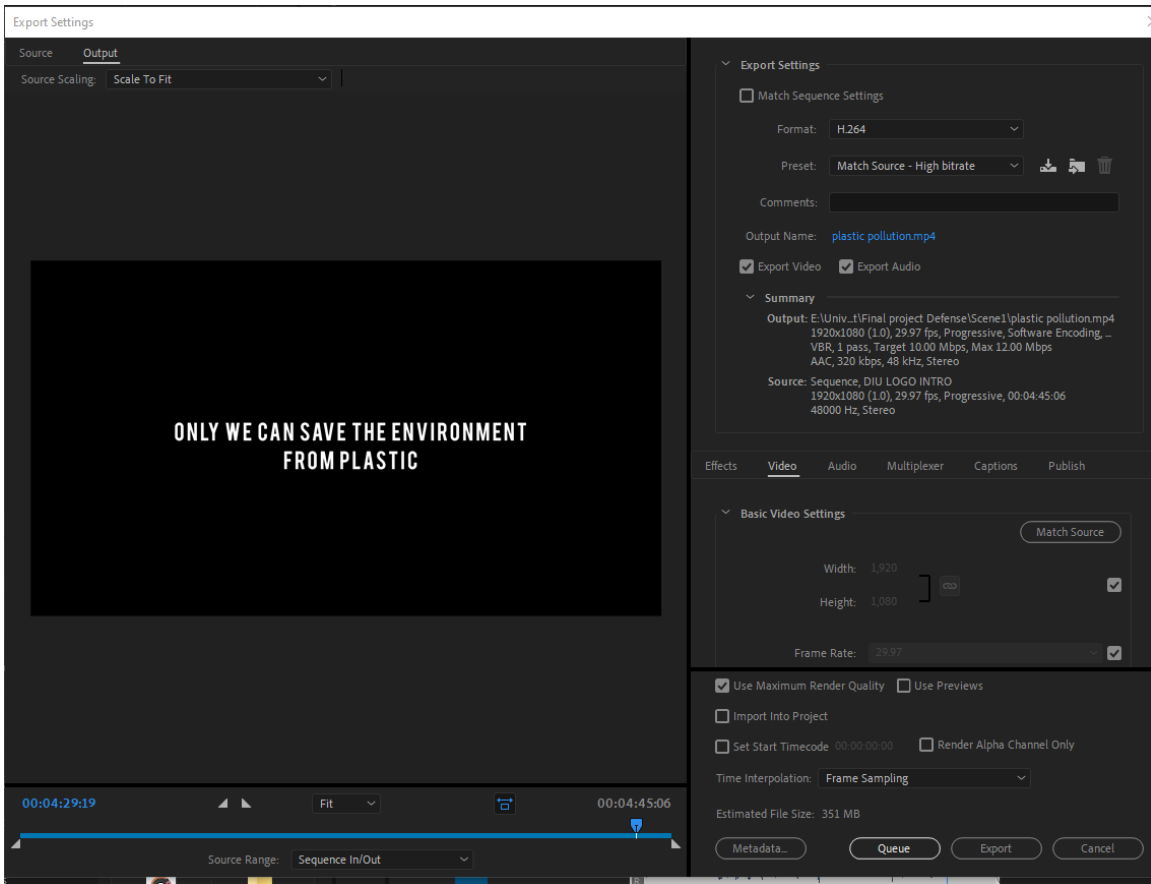 Export Settings
Source Output
Source Scaling: Scale To Fit
ONLY WE CAN SAVE THE ENVIRONMENT
FROM PLASTIC
00:04:29:19 Fit 00:04:45:06
Source Range: Sequence In/Out
Export Settings
Match Sequence Settings
Format: H.264
Preset: Match Source - High bitrate
Comments:
Output Name: plastic pollution.mp4
Export Video Export Audio
Summary
Output: E:\Univ...t\Final project Defense\Scene1\plastic pollution.mp4
1920x1080 (1.0), 29.97 fps, Progressive, Software Encoding, ...
VBR, 1 pass, Target 10.00 Mbps, Max 12.00 Mbps
AAC, 320 kbps, 48 kHz, Stereo
Source: Sequence, DIU LOGO INTRO
1920x1080 (1.0), 29.97 fps, Progressive, 00:04:45:06
48000 Hz, Stereo
Effects Video Audio Multiplexer Captions Publish
Basic Video Settings
Match Source
Width: 1,920
Height: 1,080
Frame Rate: 29.97
Use Maximum Render Quality Use Previews
Import Into Project
Set Start Timecode 00:00:00:00 Render Alpha Channel Only
Time Interpolation: Frame Sampling
Estimated File Size: 351 MB
Metadata... Queue Export Cancel